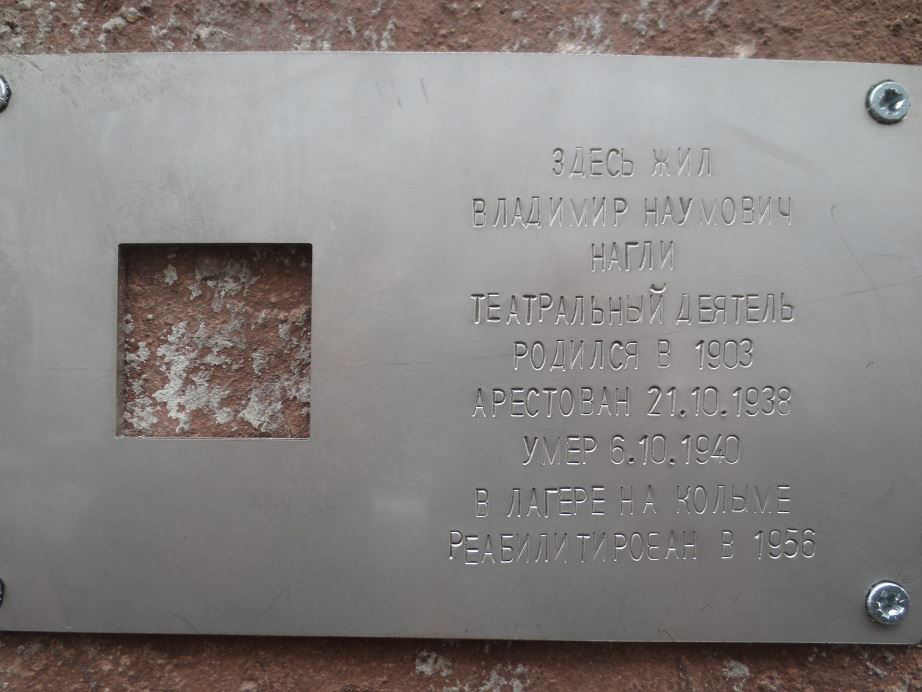 ЗДЕСЬ ЖИЛ
ВЛАДИМИР НАУМОВИЧ
НАГЛИ
ТЕАТРАЛЬНЫЙ ДЕЯТЕЛЬ
РОДИЛСЯ В 1903
АРЕСТОВАН 21.10.1938
УМЕР 6.10.1940
В ЛАГЕРЕ НА КОЛЫМЕ
РЕАБИЛИТИРОВАН В 1956